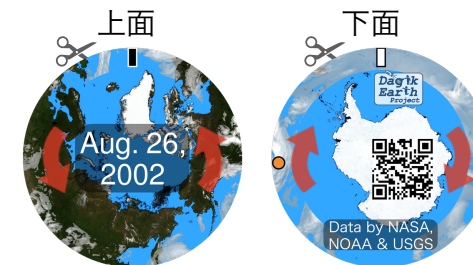 上面
下面
Aug. 26,
2002
Dagik
Earth
Project
Data by NASA,
NOAA & USGS